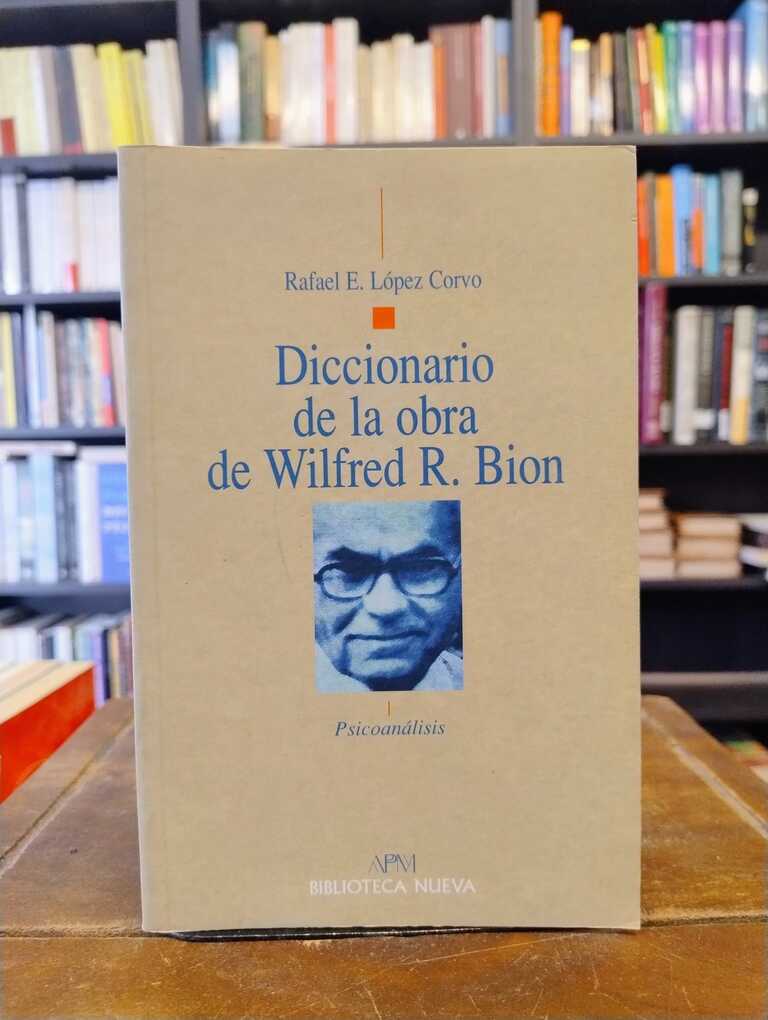 Rafael E. López Corvo
Diccionario
de la obra
de Wilfred R. Bion
Psicoanálisis
APM
BIBLIOTECA NUEVA